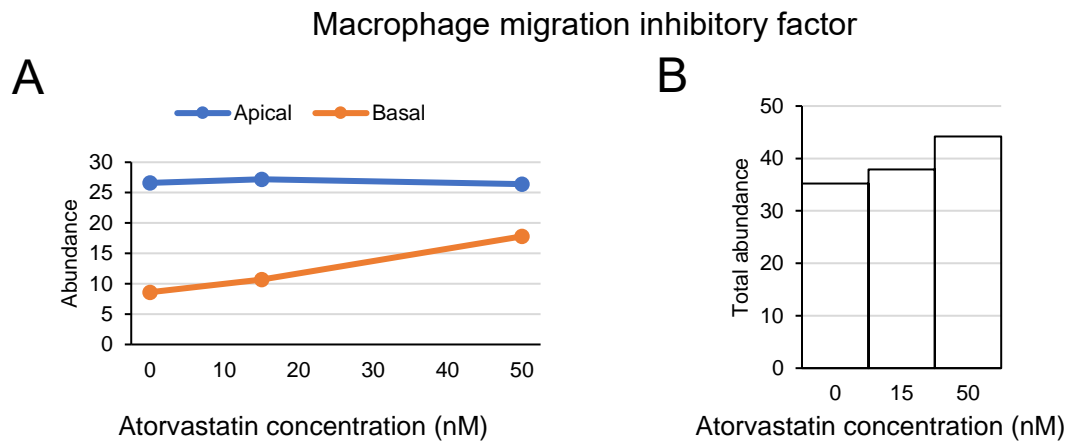 Macrophage migration inhibitory factor
A
Apical Basal
Abundance
30
25
20
15
10
5
0
0 10 20 30 40 50
Atorvastatin concentration (nM)
B
Total abundance
50
40
30
20
10
0
0 15 50
Atorvastatin concentration (nM)